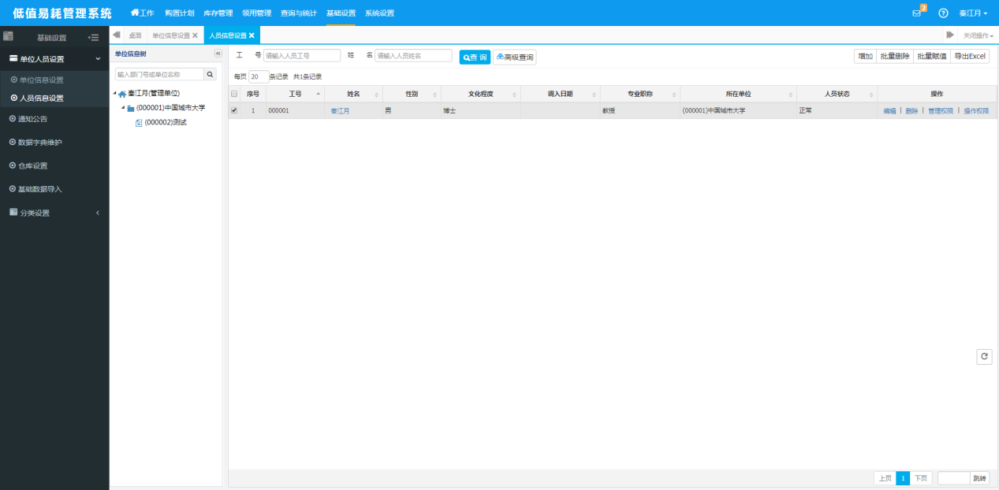 低值易耗管理系统 工作 购置计划 库存管理 领用管理 查询与统计 基础设置 系统设置 2 秦江月
基础设置 桌面 单位信息设置 人员信息设置 关闭操作
单位人员设置
单位信息设置
人员信息设置
通知公告
数据字典维护
仓库设置
基础数据导入
分类设置
单位信息树
输入部门号或单位名称
秦江月(管理单位)
(000001)中国城市大学
(000002)测试
工 号 请输入人员工号 姓 名 请输入人员姓名 查 询 高级查询 增加 批量删除 批量赋值 导出Excel
每页 20 条记录 共1条记录
序号 工号 姓名 性别 文化程度 调入日期 专业职称 所在单位 人员状态 操作
1 000001 秦江月 男 博士 教授 (000001)中国城市大学 正常 编辑 | 删除 | 管理权限 | 操作权限
上页 1 下页 跳转